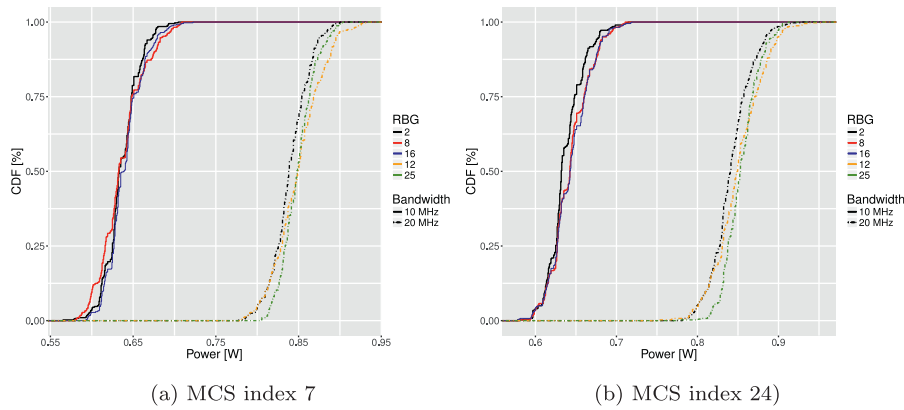 1.00
0.75
0.50
0.25
0.00
CDF [%]
0.55
0.65
0.75
0.85
0.95
Power [W]
RBG
2
8
16
12
25
Bandwidth
10 MHz
20 MHz
(a) MCS index 7
1.00
0.75
0.50
0.25
0.00
CDF [%]
0.6
0.7
0.8
0.9
Power [W]
RBG
2
8
16
12
25
Bandwidth
10 MHz
20 MHz
(b) MCS index 24)